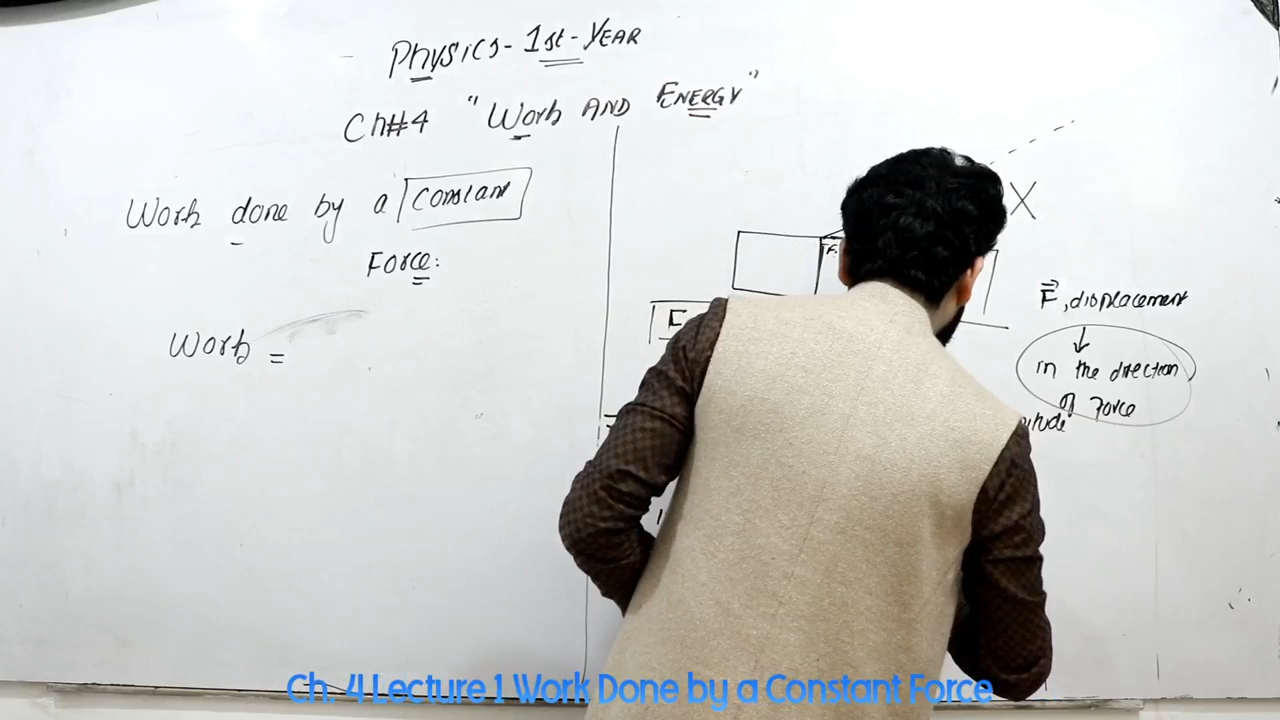 Physics - 1st - YEAR
Ch#4 "Work AND ENERGY"
Work done by a Constant
Force:
Work =
F
X
F, displacement
↓
in the direction
of Force
Ch. 4 Lecture 1 Work Done by a Constant Force